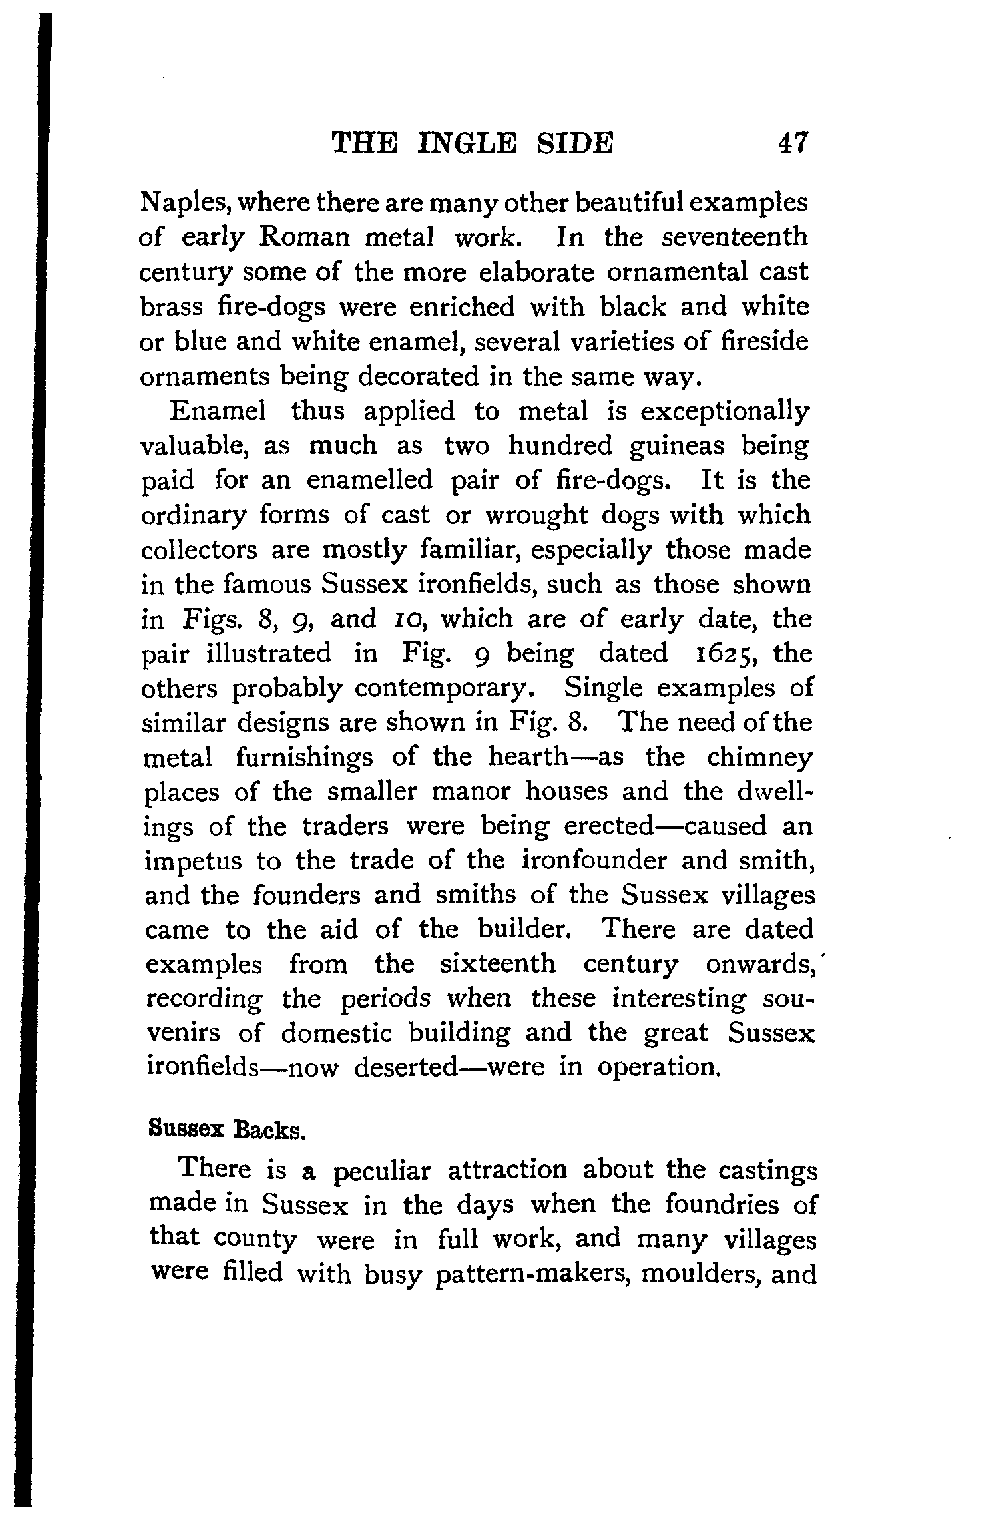 THE INGLE SIDE 47
Naples, where there are many other beautiful examples
of early Roman metal work. In the seventeenth
century some of the more elaborate ornamental cast
brass fire-dogs were enriched with black and white
or blue and white enamel, several varieties of fireside
ornaments being decorated in the same way.
Enamel thus applied to metal is exceptionally
valuable, as much as two hundred guineas being
paid for an enamelled pair of fire-dogs. It is the
ordinary forms of cast or wrought dogs with which
collectors are mostly familiar, especially those made
in the famous Sussex ironfields, such as those shown
in Figs. 8, 9, and 10, which are of early date, the
pair illustrated in Fig. 9 being dated 1625, the
others probably contemporary. Single examples of
similar designs are shown in Fig. 8. The need of the
metal furnishings of the hearth—as the chimney
places of the smaller manor houses and the dwell-
ings of the traders were being erected—caused an
impetus to the trade of the ironfounder and smith,
and the founders and smiths of the Sussex villages
came to the aid of the builder. There are dated
examples from the sixteenth century onwards,
recording the periods when these interesting sou-
venirs of domestic building and the great Sussex
ironfields—now deserted—were in operation.
Sussex Backs.
There is a peculiar attraction about the castings
made in Sussex in the days when the foundries of
that county were in full work, and many villages
were filled with busy pattern-makers, moulders, and